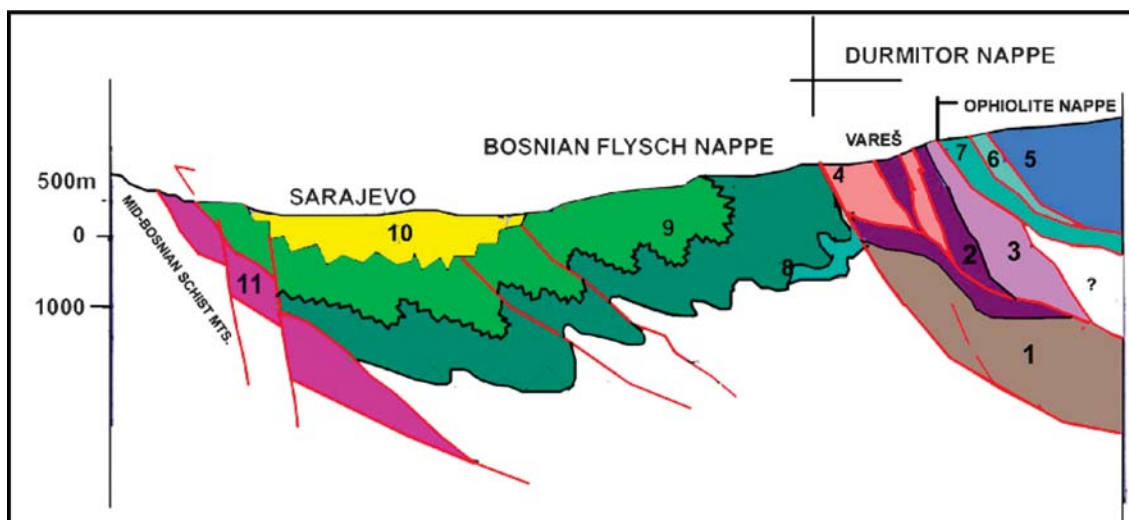 DURMITOR NAPPE
OPHIOLITE NAPPE
VAREŠ
BOSNIAN FLYSCH NAPPE
SARAJEVO
500m
0
1000
MID-BOSNIAN SCHIST MTS.
11
10
9
8
4
2
3
7
6
5
?
1